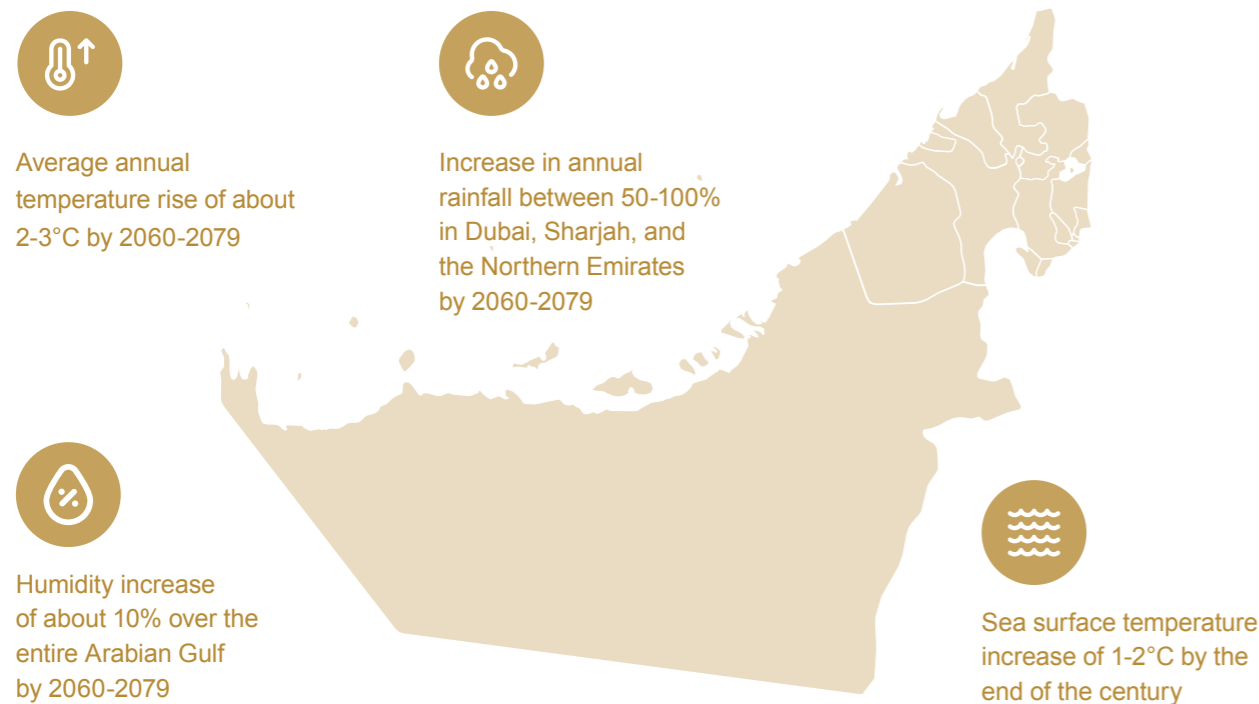 Average annual
temperature rise of about
2-3°C by 2060-2079
Increase in annual
rainfall between 50-100%
in Dubai, Sharjah, and
the Northern Emirates
by 2060-2079
Humidity increase
of about 10% over the
entire Arabian Gulf
by 2060-2079
Sea surface temperature
increase of 1-2°C by the
end of the century